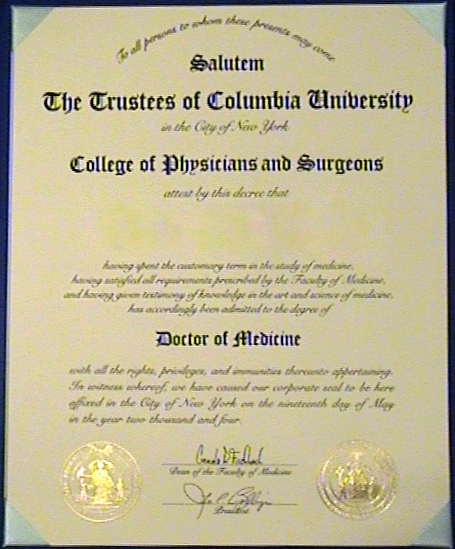 To all persons to whom these presents may come
Salutem
The Trustees of Columbia University
in the City of New York
College of Physicians and Surgeons
attest by this decree that
having spent the customary term in the study of medicine,
having satisfied all requirements prescribed by the Faculty of Medicine,
and having given testimony of knowledge in the art and science of medicine,
has accordingly been admitted to the degree of
Doctor of Medicine
with all the rights, privileges, and immunities thereunto appertaining.
In witness whereof, we have caused our corporate seal to be here
affixed in the City of New York on the nineteenth day of May
in the year two thousand and four.
Dean of the Faculty of Medicine
President